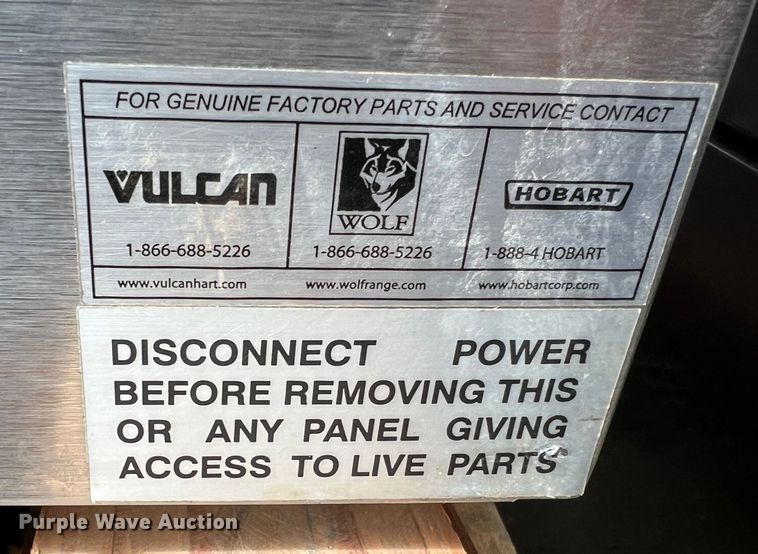 FOR GENUINE FACTORY PARTS AND SERVICE CONTACT
VULCAN
WOLF
HOBART
1-866-688-5226
1-866-688-5226
1-888-4 HOBART
www.vulcanhart.com
www.wolfrange.com
www.hobartcorp.com
DISCONNECT POWER
BEFORE REMOVING THIS
OR ANY PANEL GIVING
ACCESS TO LIVE PARTS
Purple Wave Auction